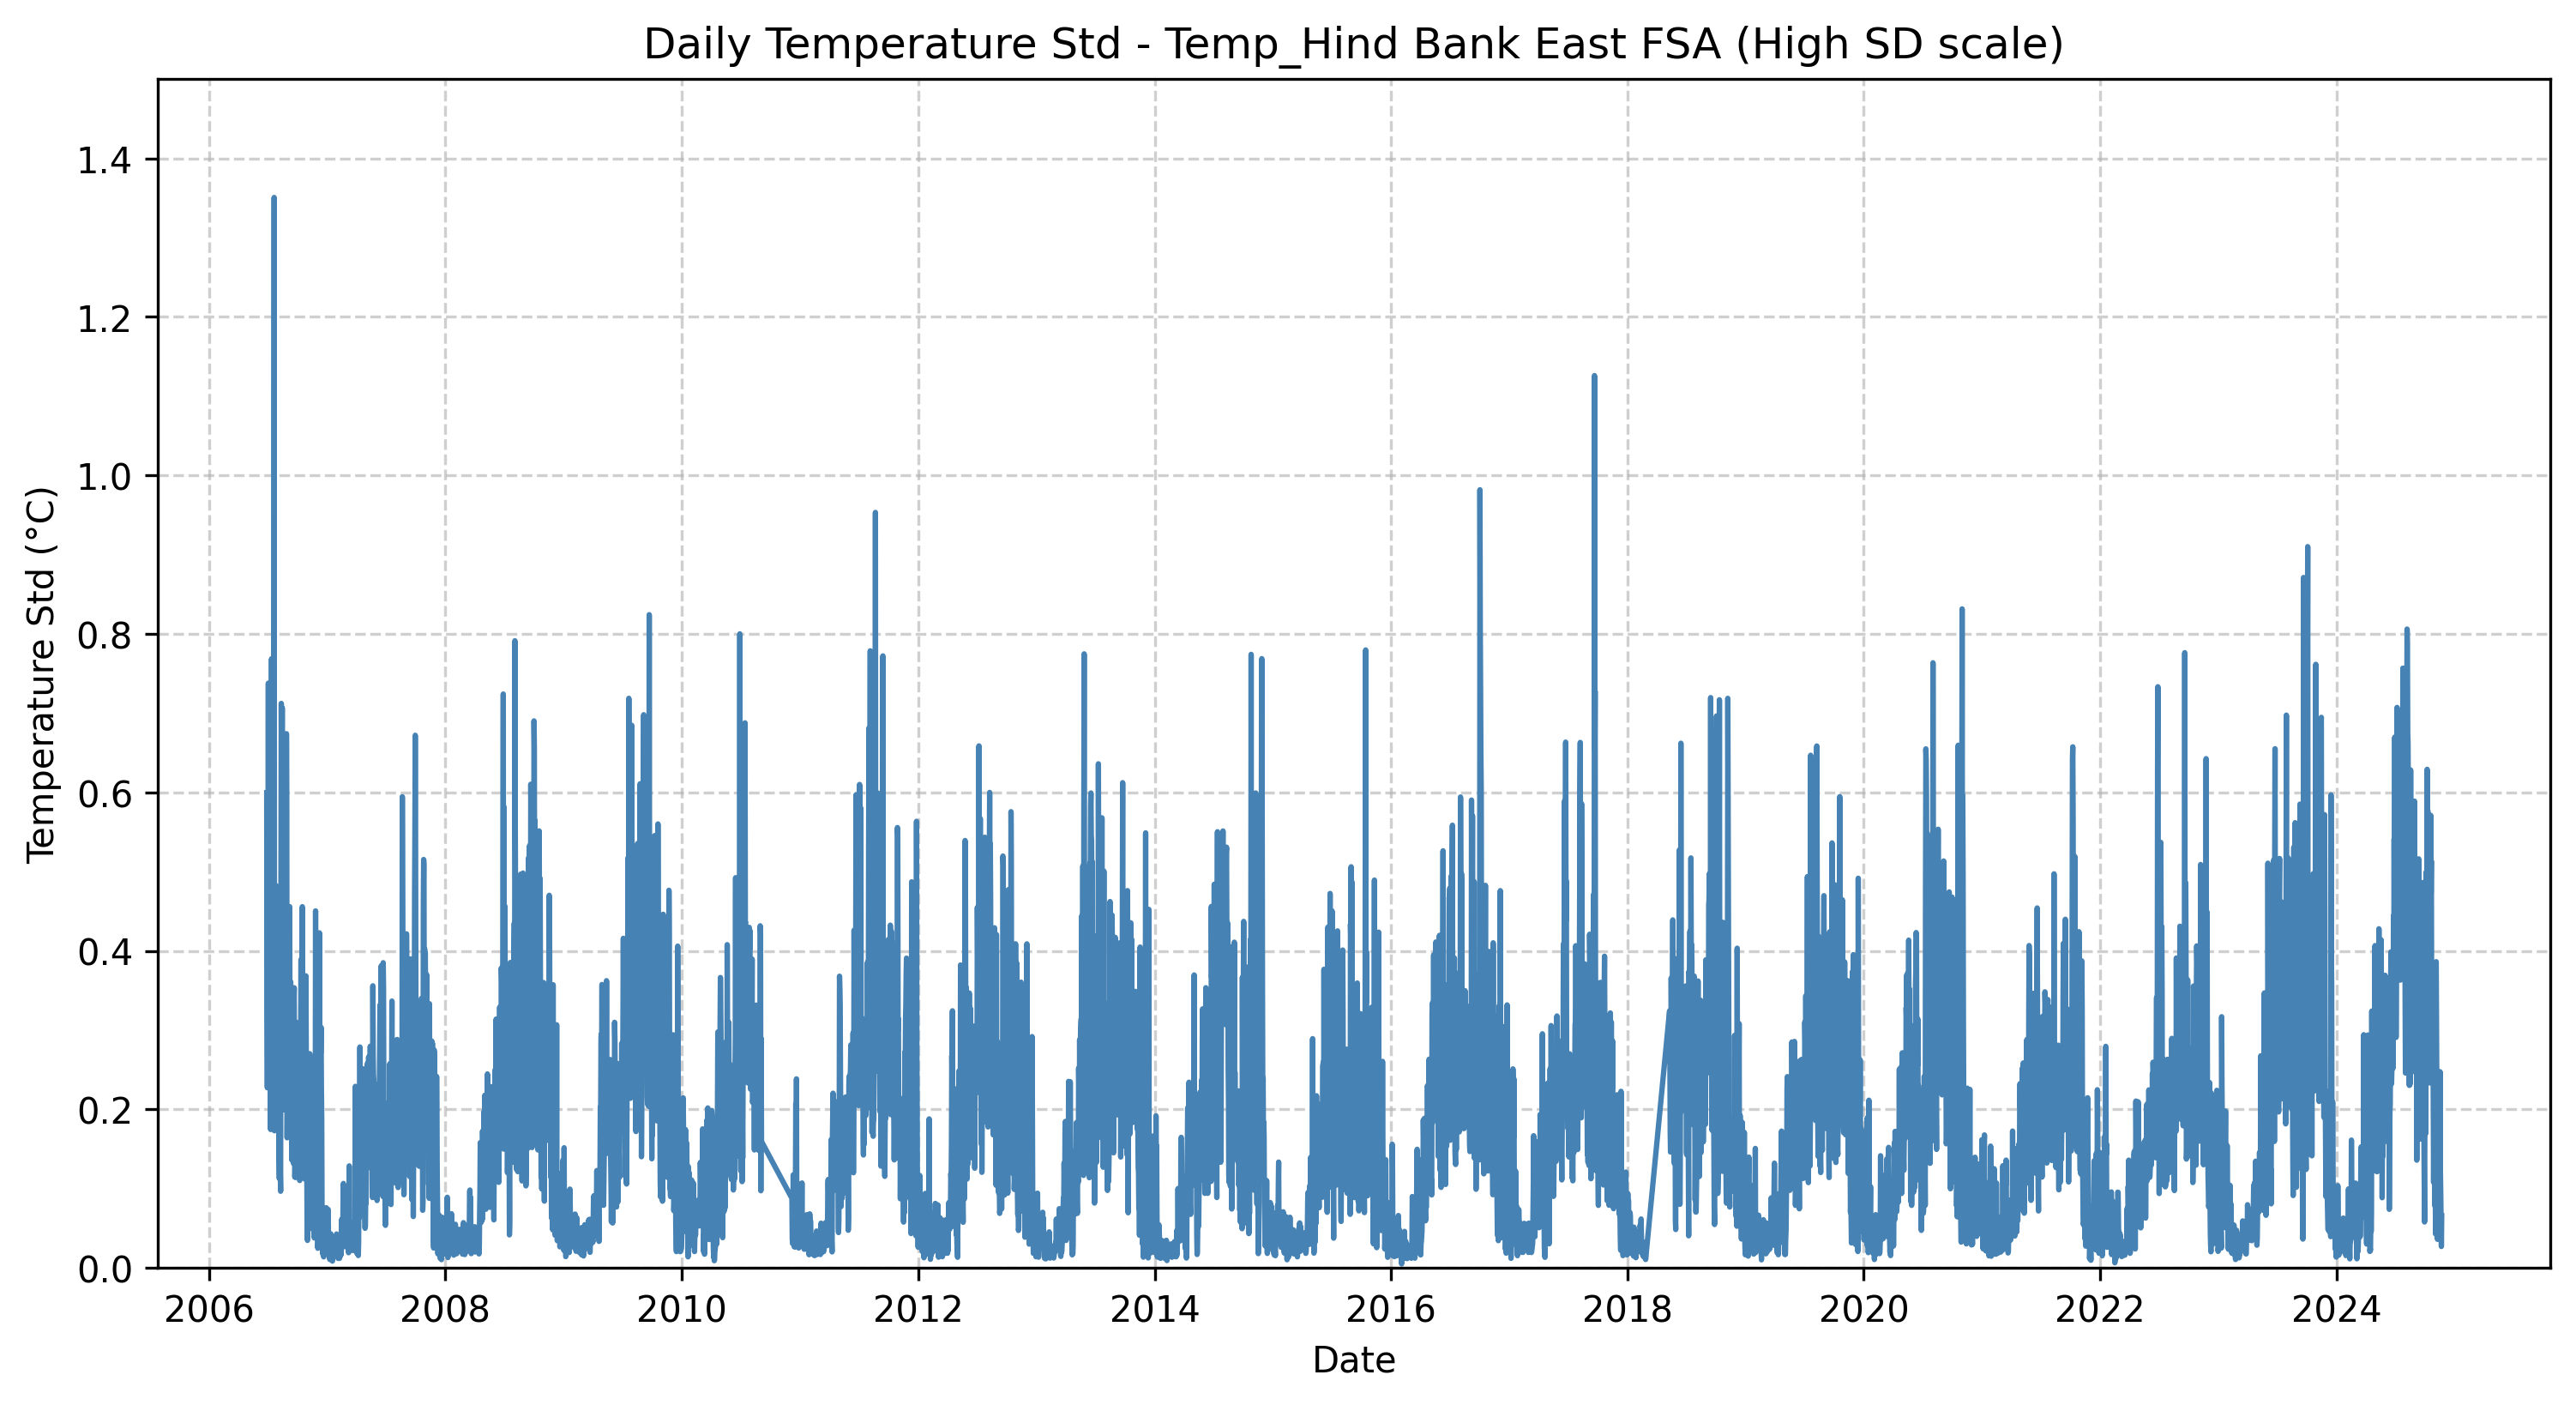 Daily Temperature Std - Temp_Hind Bank East FSA (High SD scale)
1.4
1.2
1.0
0.8
0.6
0.4
0.2
0.0
Temperature Std (°C)
2006 2008 2010 2012 2014 2016 2018 2020 2022 2024
Date